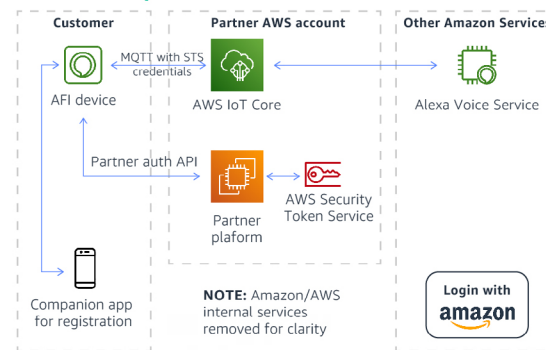 Customer
Partner AWS account
Other Amazon Services
MQTT with STS
credentials
AFI device
AWS IoT Core
Alexa Voice Service
Partner auth API
Partner
plaform
AWS Security
Token Service
Companion app
for registration
NOTE: Amazon/AWS
internal services
removed for clarity
Login with
amazon